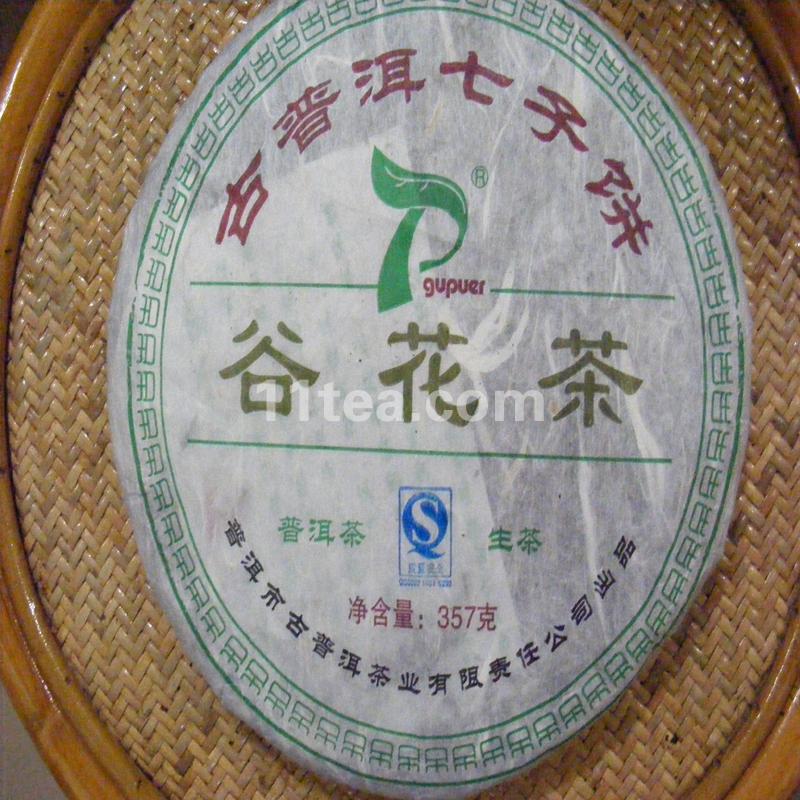 古普洱七子饼
®
gupuer
谷花茶
11tea.com
普洱茶
生茶
净含量：357克
普洱市古普洱茶业有限责任公司出品